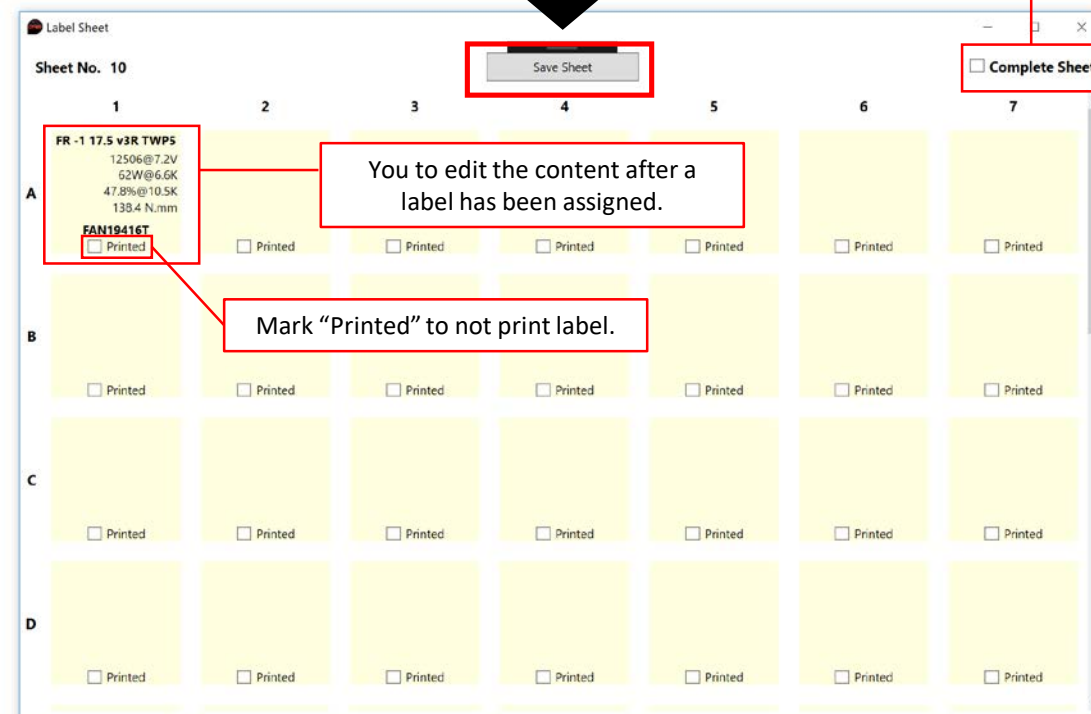 Label Sheet
Sheet No. 10
Save Sheet
Complete Sheet
1 2 3 4 5 6 7
A
FR -1 17.5 v3R TWP5
12506@7.2V
62W@6.6K
47.8%@10.5K
138.4 N.mm
FAN19416T
You to edit the content after a
label has been assigned.
Printed Printed Printed Printed Printed Printed Printed
Mark “Printed” to not print label.
B
Printed Printed Printed Printed Printed Printed Printed
C
Printed Printed Printed Printed Printed Printed Printed
D
Printed Printed Printed Printed Printed Printed Printed